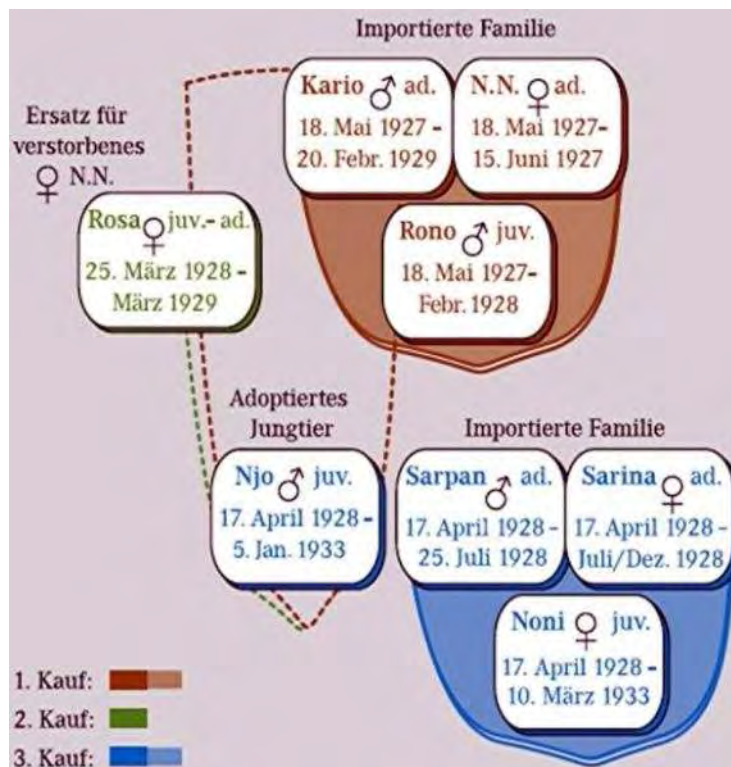 Importierte Familie
Kario ♂ ad.
18. Mai 1927 –
20. Febr. 1929
N.N. ♀ ad.
18. Mai 1927–
15. Juni 1927
Ersatz für
verstorbenes
♀ N.N.
Rosa ♀ juv.– ad.
25. März 1928 –
März 1929
Rono ♂ juv.
18. Mai 1927–
Febr. 1928
Adoptiertes
Jungtier
Njo ♂ juv.
17. April 1928 –
5. Jan. 1933
Importierte Familie
Sarpan ♂ ad.
17. April 1928 –
25. Juli 1928
Sarina ♀ ad.
17. April 1928 –
Juli/Dez. 1928
Noni ♀ juv.
17. April 1928 –
10. März 1933
1. Kauf:
2. Kauf:
3. Kauf: